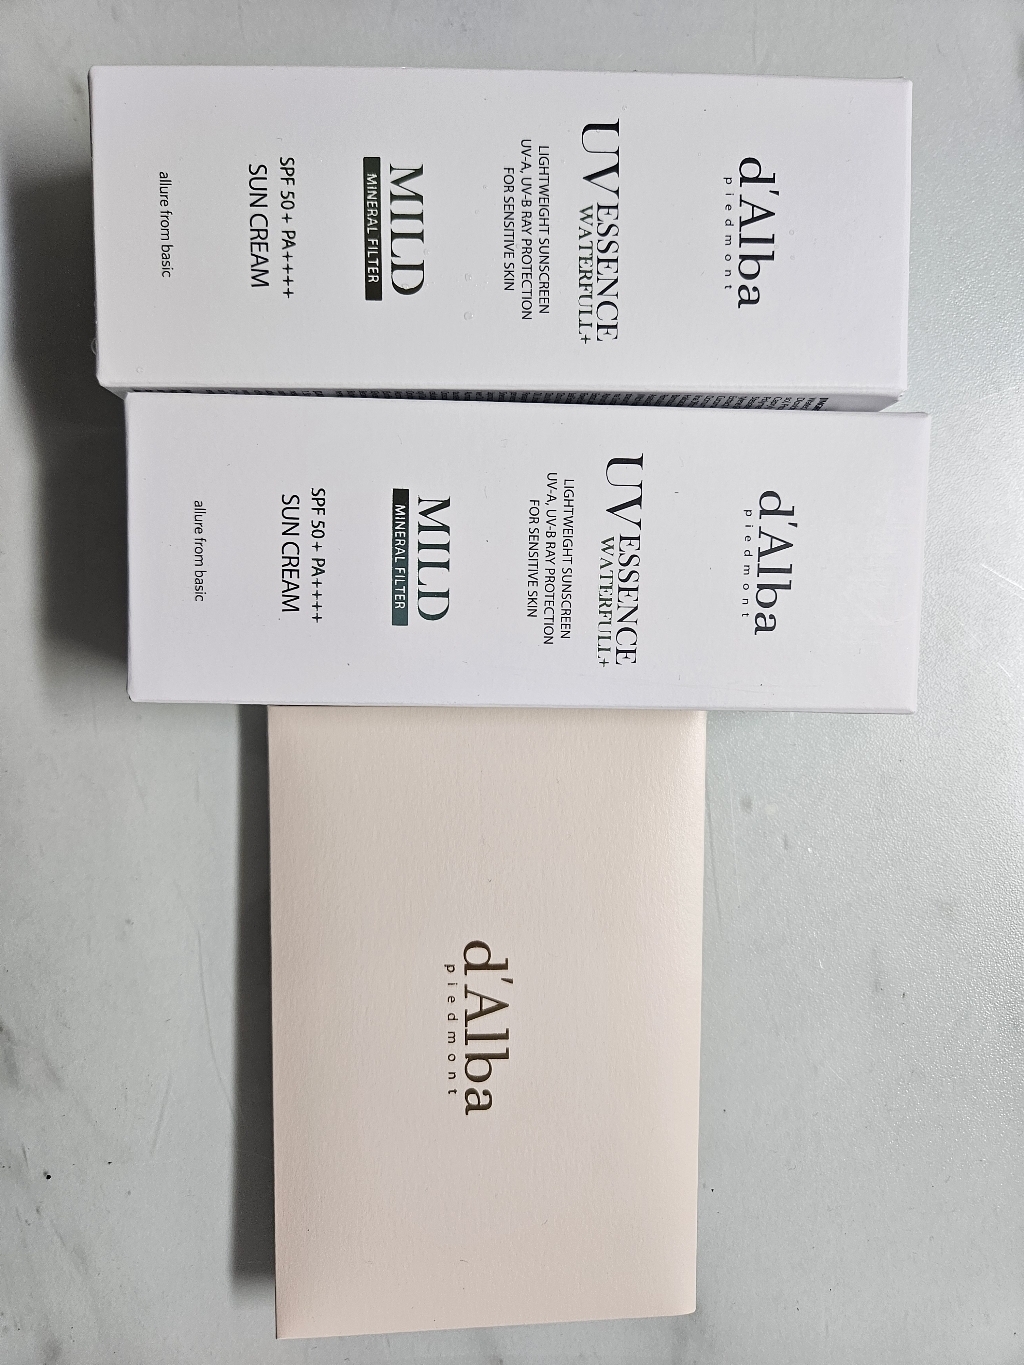 d'Alba
piedmont
UV ESSENCE
WATERFULL+
LIGHTWEIGHT SUNSCREEN
UV-A, UV-B RAY PROTECTION
FOR SENSITIVE SKIN
MILD
MINERAL FILTER
SPF 50+ PA++++
SUN CREAM
allure from basic
d'Alba
piedmont
UV ESSENCE
WATERFULL+
LIGHTWEIGHT SUNSCREEN
UV-A, UV-B RAY PROTECTION
FOR SENSITIVE SKIN
MILD
MINERAL FILTER
SPF 50+ PA++++
SUN CREAM
allure from basic
d'Alba
piedmont